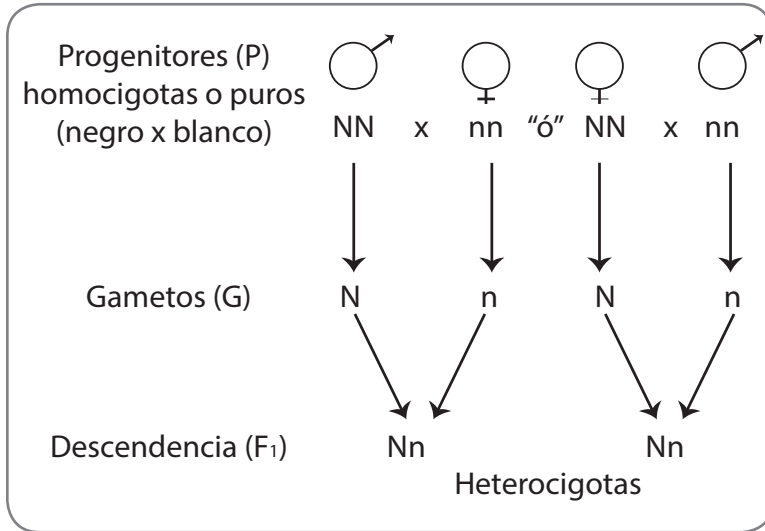 Progenitores (P)
homocigotas o puros
(negro x blanco)
NN x nn “ó” NN x nn
Gametos (G) N n N n
Descendencia (F₁) Nn Nn
Heterocigotas